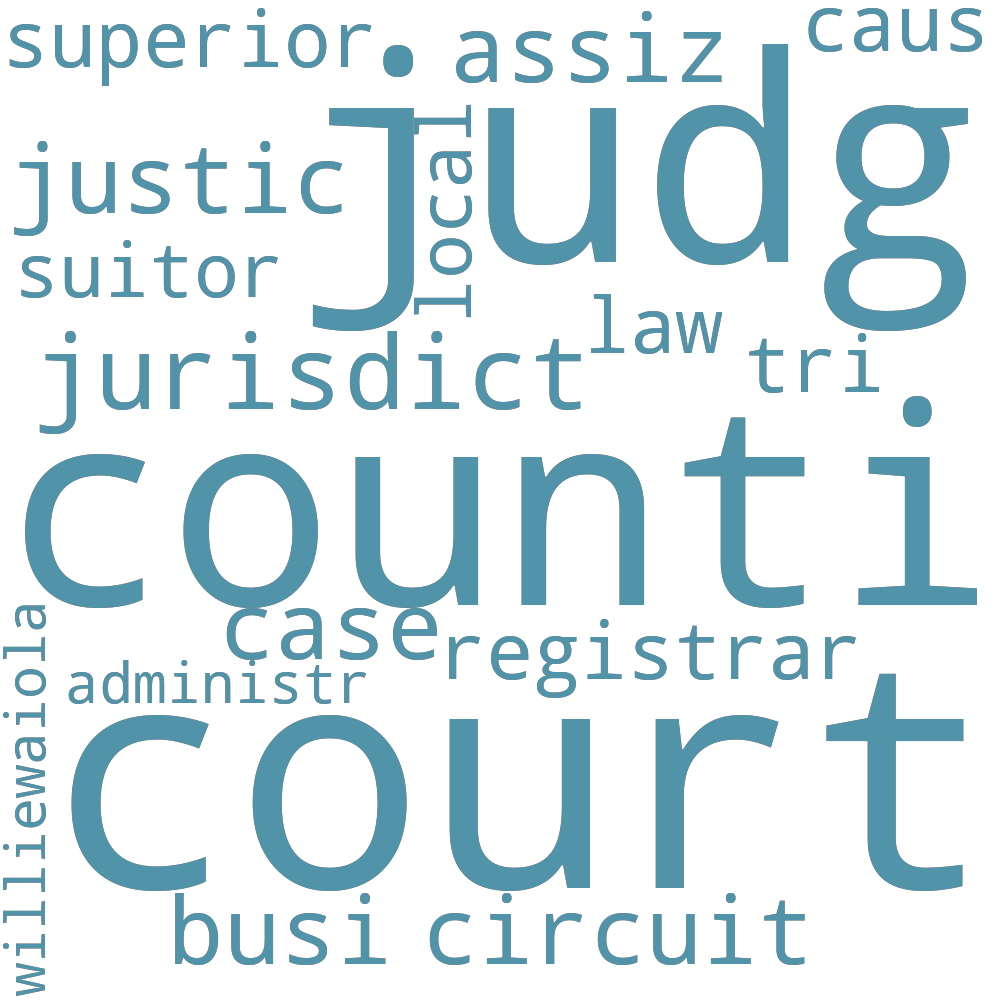 superior
assiz
caus
judg
justic
local
suitor
law
jurisdict
tri
counti
case
registrar
administr
williewaiola
court
busi
circuit